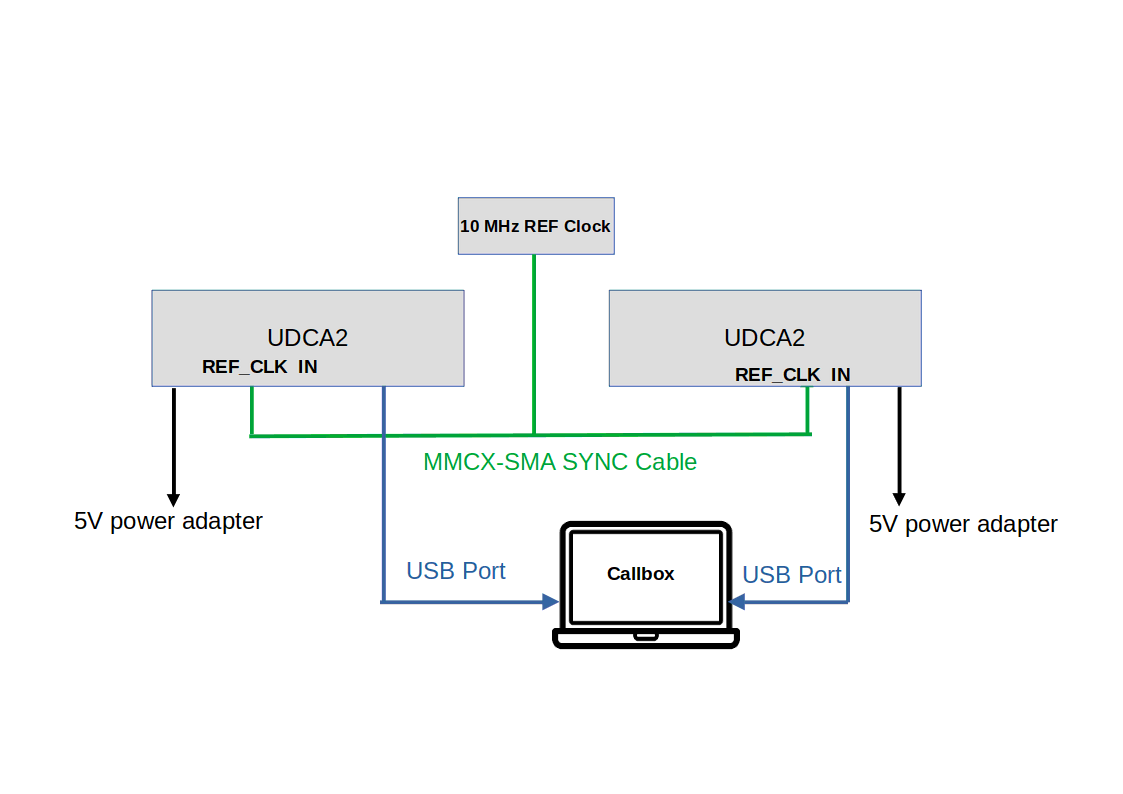 10 MHz REF Clock
UDCA2
REF_CLK IN
UDCA2
REF_CLK IN
MMCX-SMA SYNC Cable
5V power adapter
5V power adapter
USB Port
Callbox
USB Port